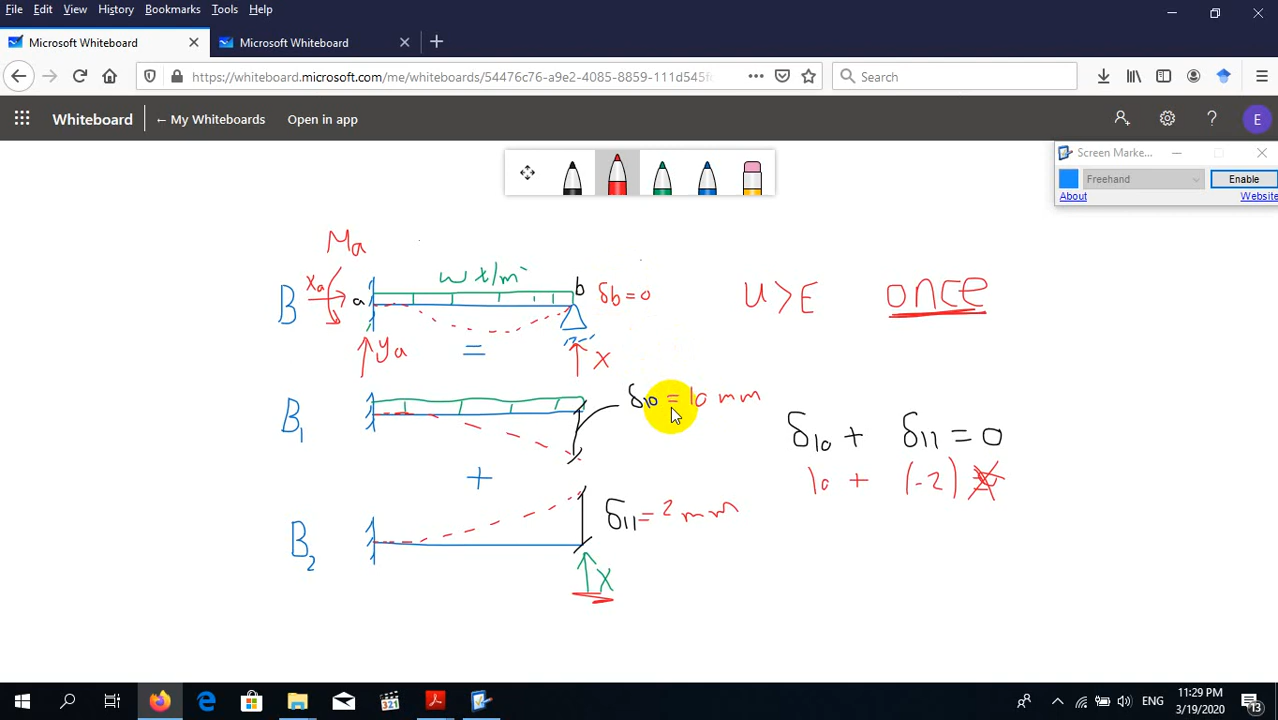 File Edit View History Bookmarks Tools Help
Microsoft Whiteboard
Microsoft Whiteboard
https://whiteboard.microsoft.com/me/whiteboards/54476c76-a9e2-4085-8859-111d545f
Search
Whiteboard
← My Whiteboards
Open in app
E
Screen Marke...
Freehand
Enable
About
Website
Ma
w t/m'
B
Xa
a
b
δb=0
U>E
once
Ya
=
X
B1
δ10 = 10 mm
δ10 + δ11 = 0
10 + (-2)
+
δ11 = 2 mm
B2
X
ENG
11:29 PM
3/19/2020
13
321